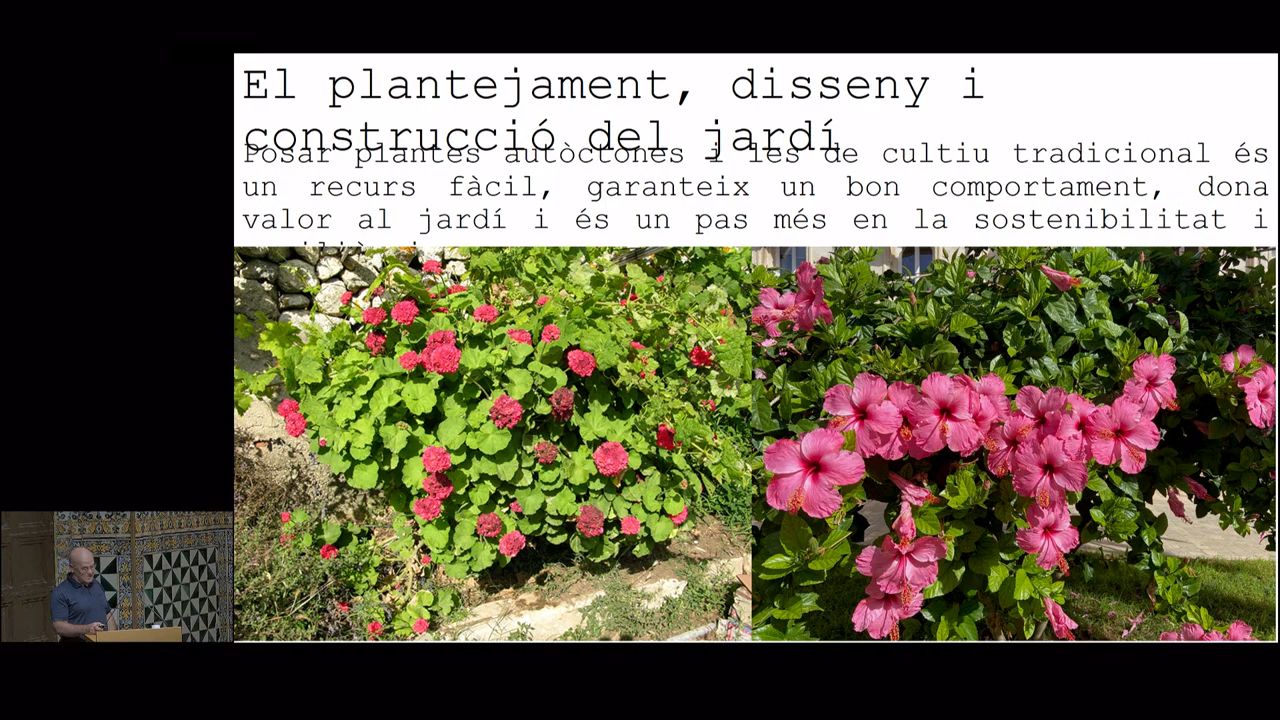 El plantejament, disseny i
construcció del jardí
Posar plantes autòctones i les de cultiu tradicional és
un recurs fàcil, garanteix un bon comportament, dona
valor al jardí i és un pas més en la sostenibilitat i